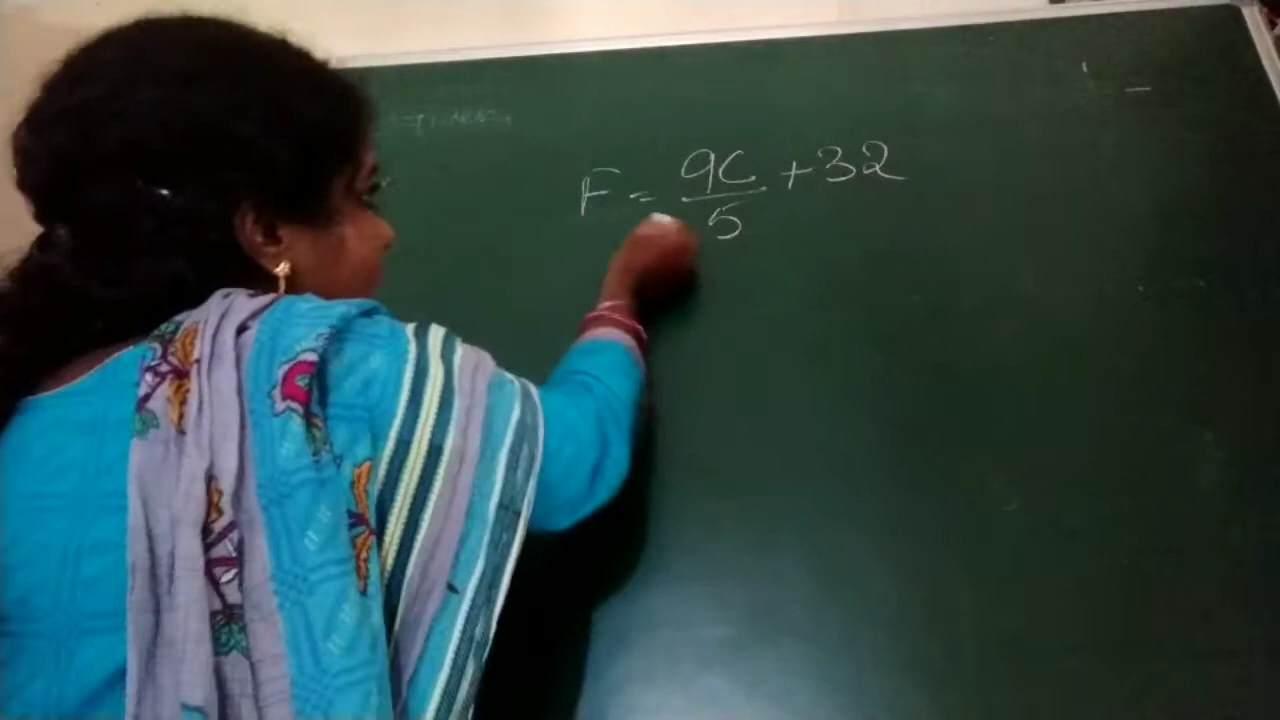 F = 9C/5 + 32